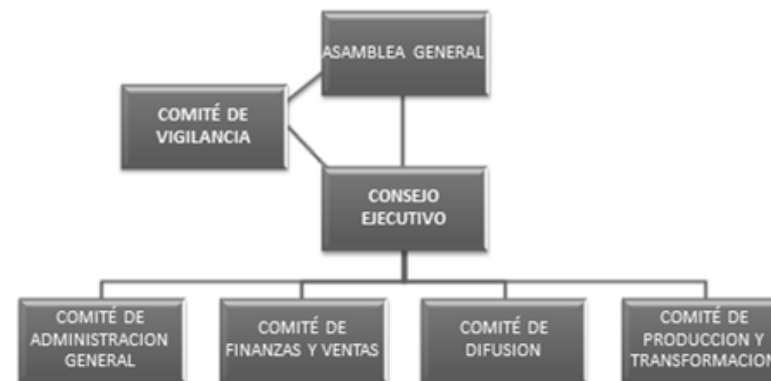 ASAMBLEA GENERAL
COMITÉ DE
VIGILANCIA
CONSEJO
EJECUTIVO
COMITÉ DE
ADMINISTRACION
GENERAL
COMITÉ DE
FINANZAS Y VENTAS
COMITÉ DE
DIFUSION
COMITÉ DE
PRODUCCION Y
TRANSFORMACION